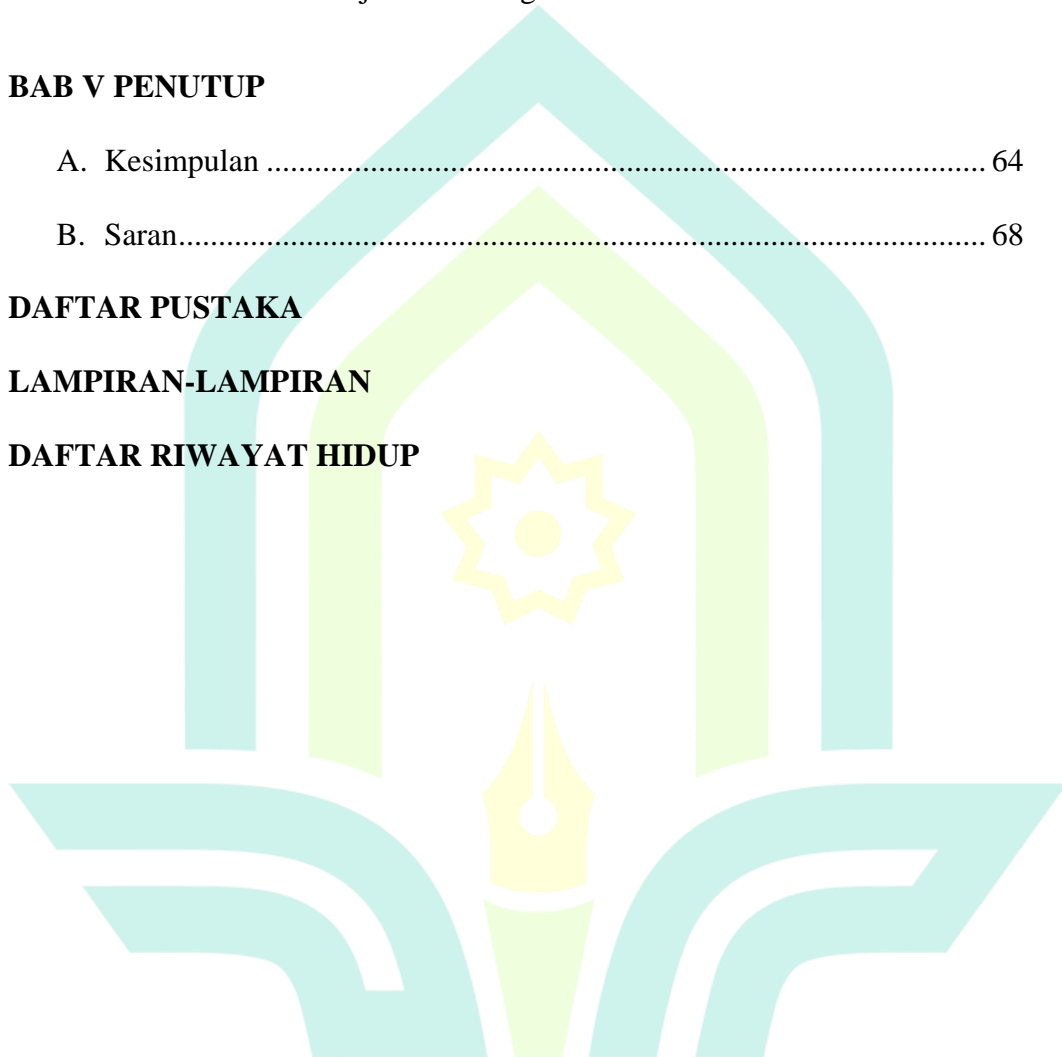 BAB V PENUTUP
A. Kesimpulan ............................................................................ 64
B. Saran..................................................................................... 68
DAFTAR PUSTAKA
LAMPIRAN-LAMPIRAN
DAFTAR RIWAYAT HIDUP